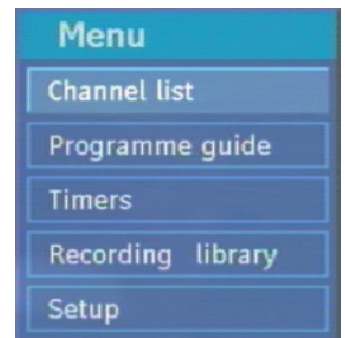 Menu
Channel list
Programme guide
Timers
Recording library
Setup